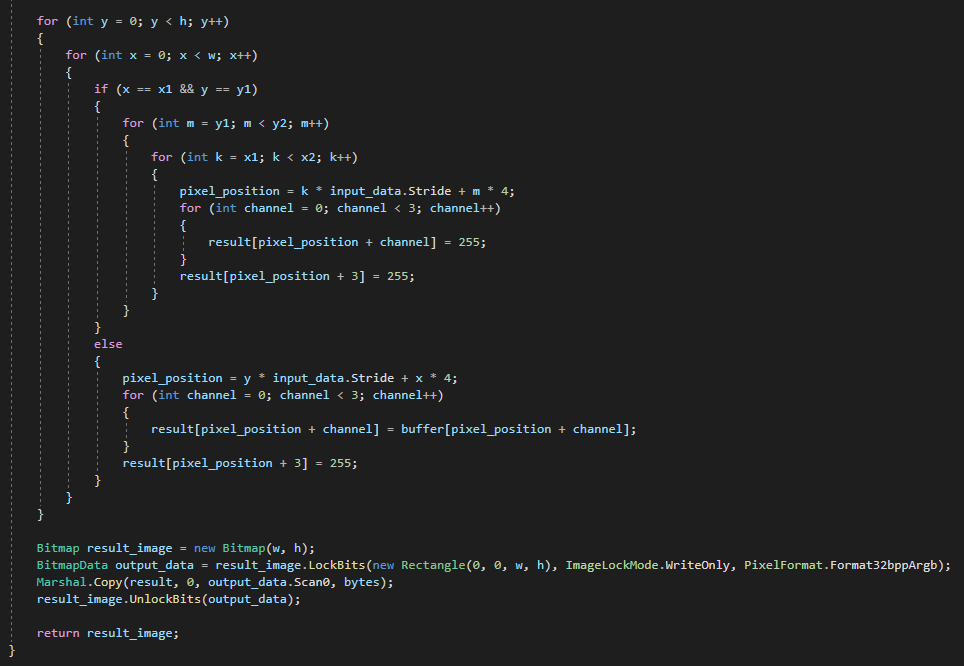 for (int y = 0; y < h; y++)
{
for (int x = 0; x < w; x++)
{
if (x == x1 && y == y1)
{
for (int m = y1; m < y2; m++)
{
for (int k = x1; k < x2; k++)
{
pixel_position = k * input_data.Stride + m * 4;
for (int channel = 0; channel < 3; channel++)
{
result[pixel_position + channel] = 255;
}
result[pixel_position + 3] = 255;
}
}
}
else
{
pixel_position = y * input_data.Stride + x * 4;
for (int channel = 0; channel < 3; channel++)
{
result[pixel_position + channel] = buffer[pixel_position + channel];
}
result[pixel_position + 3] = 255;
}
}
}
Bitmap result_image = new Bitmap(w, h);
BitmapData output_data = result_image.LockBits(new Rectangle(0, 0, w, h), ImageLockMode.WriteOnly, PixelFormat.Format32bppArgb);
Marshal.Copy(result, 0, output_data.Scan0, bytes);
result_image.UnlockBits(output_data);
return result_image;
}